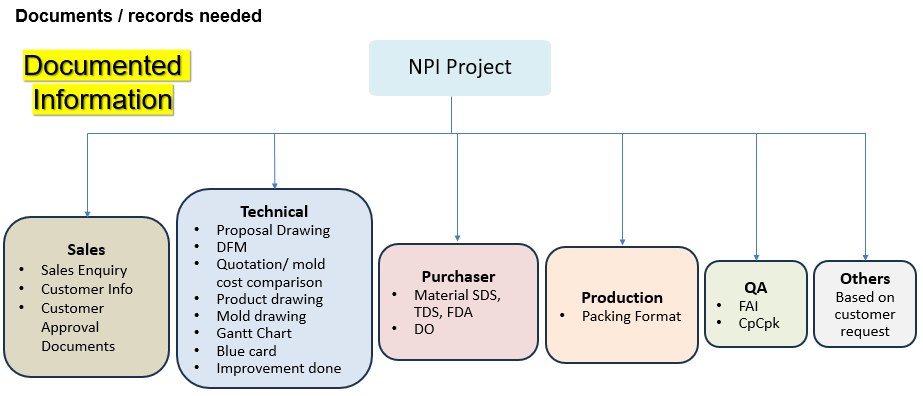 Documents / records needed
Documented
Information
NPI Project
Sales
• Sales Enquiry
• Customer Info
• Customer
Approval
Documents
Technical
• Proposal Drawing
• DFM
• Quotation/ mold
cost comparison
• Product drawing
• Mold drawing
• Gantt Chart
• Blue card
• Improvement done
Purchaser
• Material SDS,
TDS, FDA
• DO
Production
• Packing Format
QA
• FAI
• CpCpk
Others
Based on
customer
request